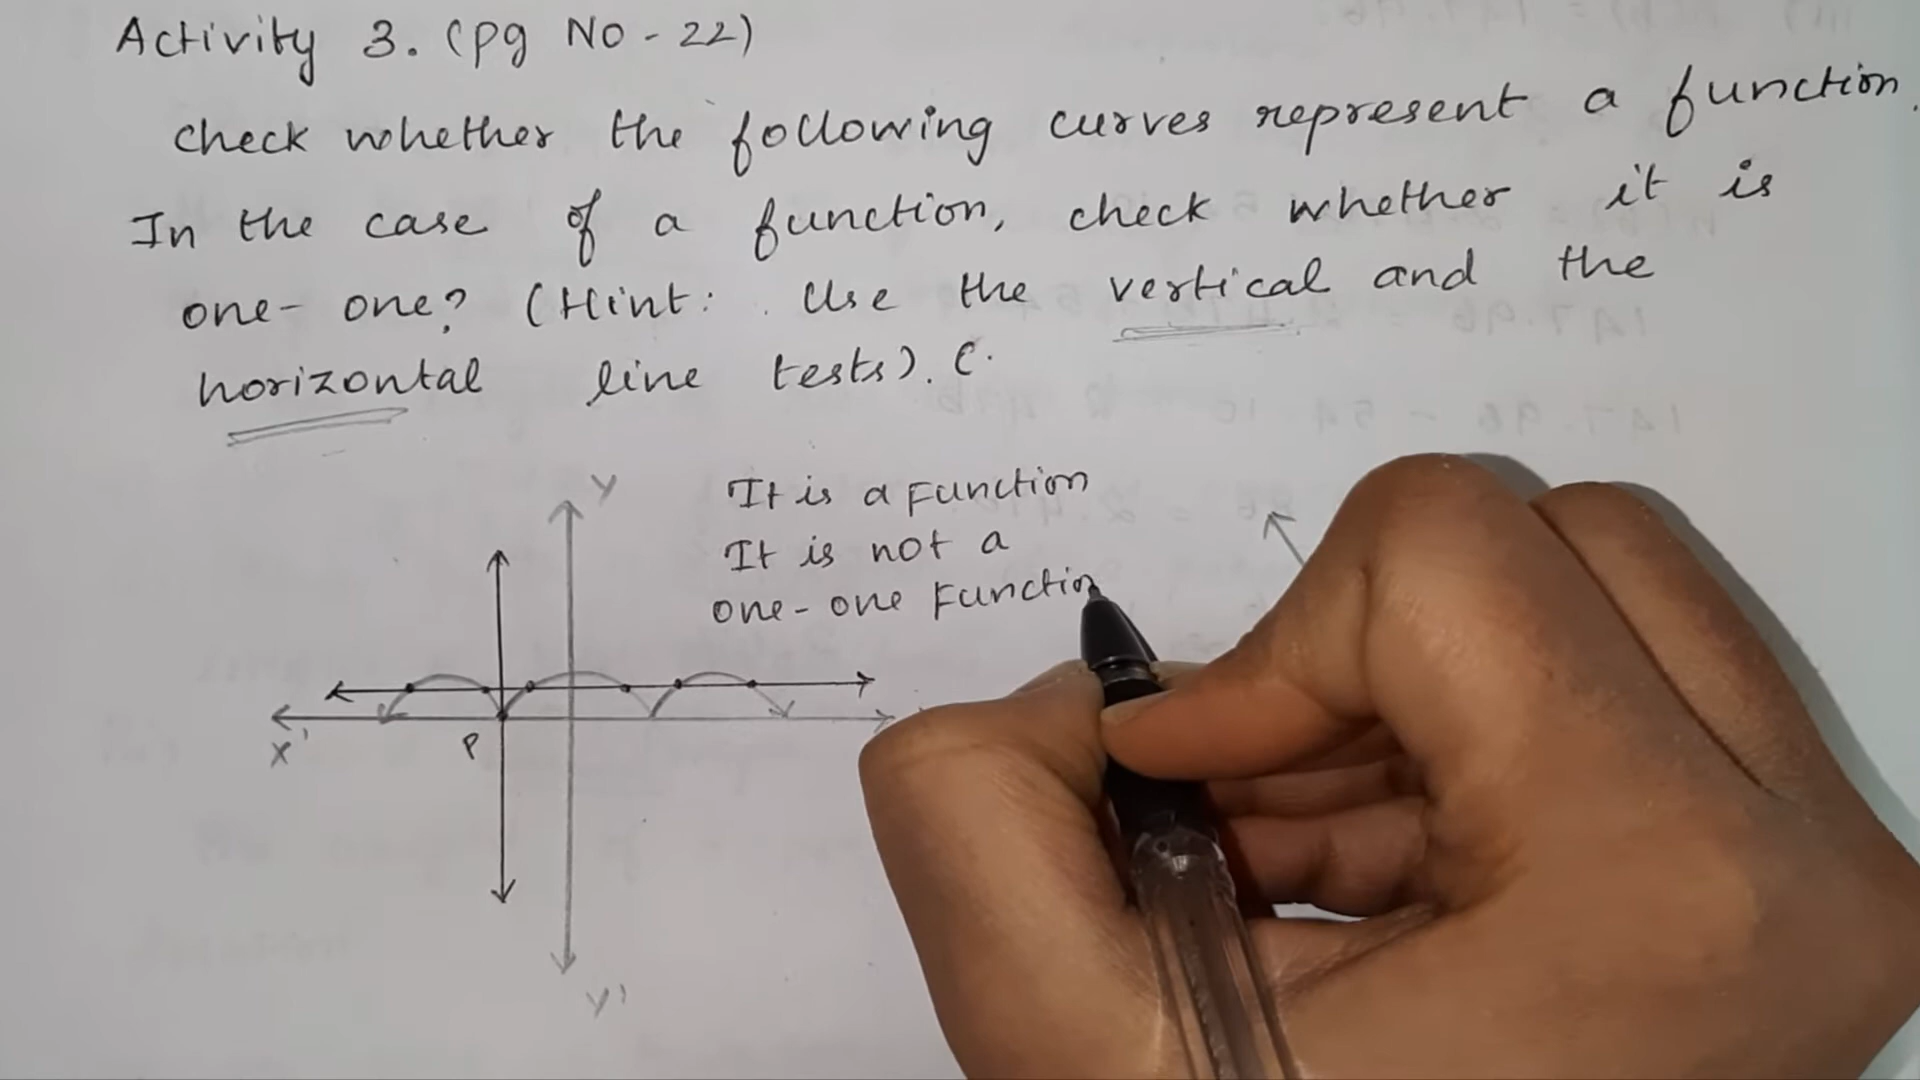 Activity 3. (pg No - 22)
check whether the following curves represent a function.
In the case of a function, check whether it is
one- one? (Hint: Use the vertical and the
horizontal line tests). (.
Y
It is a Function
It is not a
one- one Function
X'
P
Y'